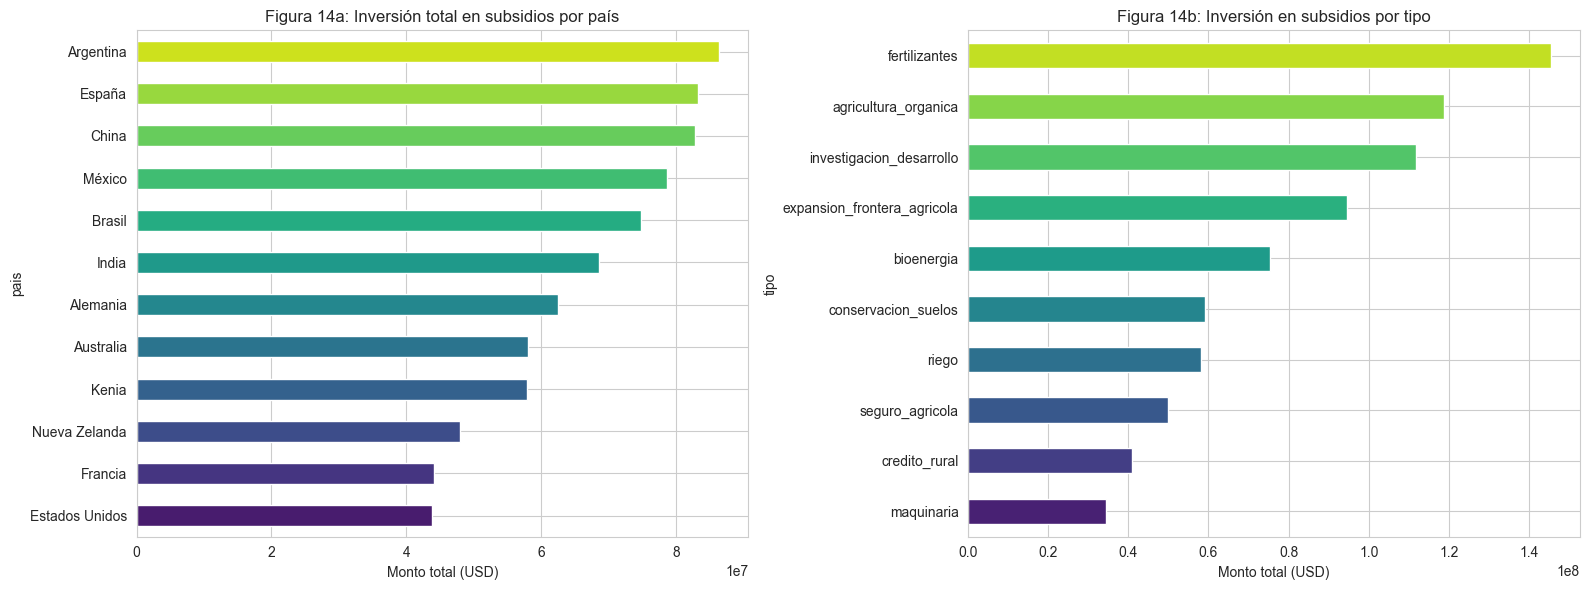 Figura 14a: Inversión total en subsidios por país
Argentina
España
China
México
Brasil
India
Alemania
Australia
Kenia
Nueva Zelanda
Francia
Estados Unidos
pais
0 2 4 6 8
1e7
Monto total (USD)
Figura 14b: Inversión en subsidios por tipo
fertilizantes
agricultura_organica
investigacion_desarrollo
expansion_frontera_agricola
bioenergia
conservacion_suelos
riego
seguro_agricola
credito_rural
maquinaria
tipo
0.0 0.2 0.4 0.6 0.8 1.0 1.2 1.4
1e8
Monto total (USD)